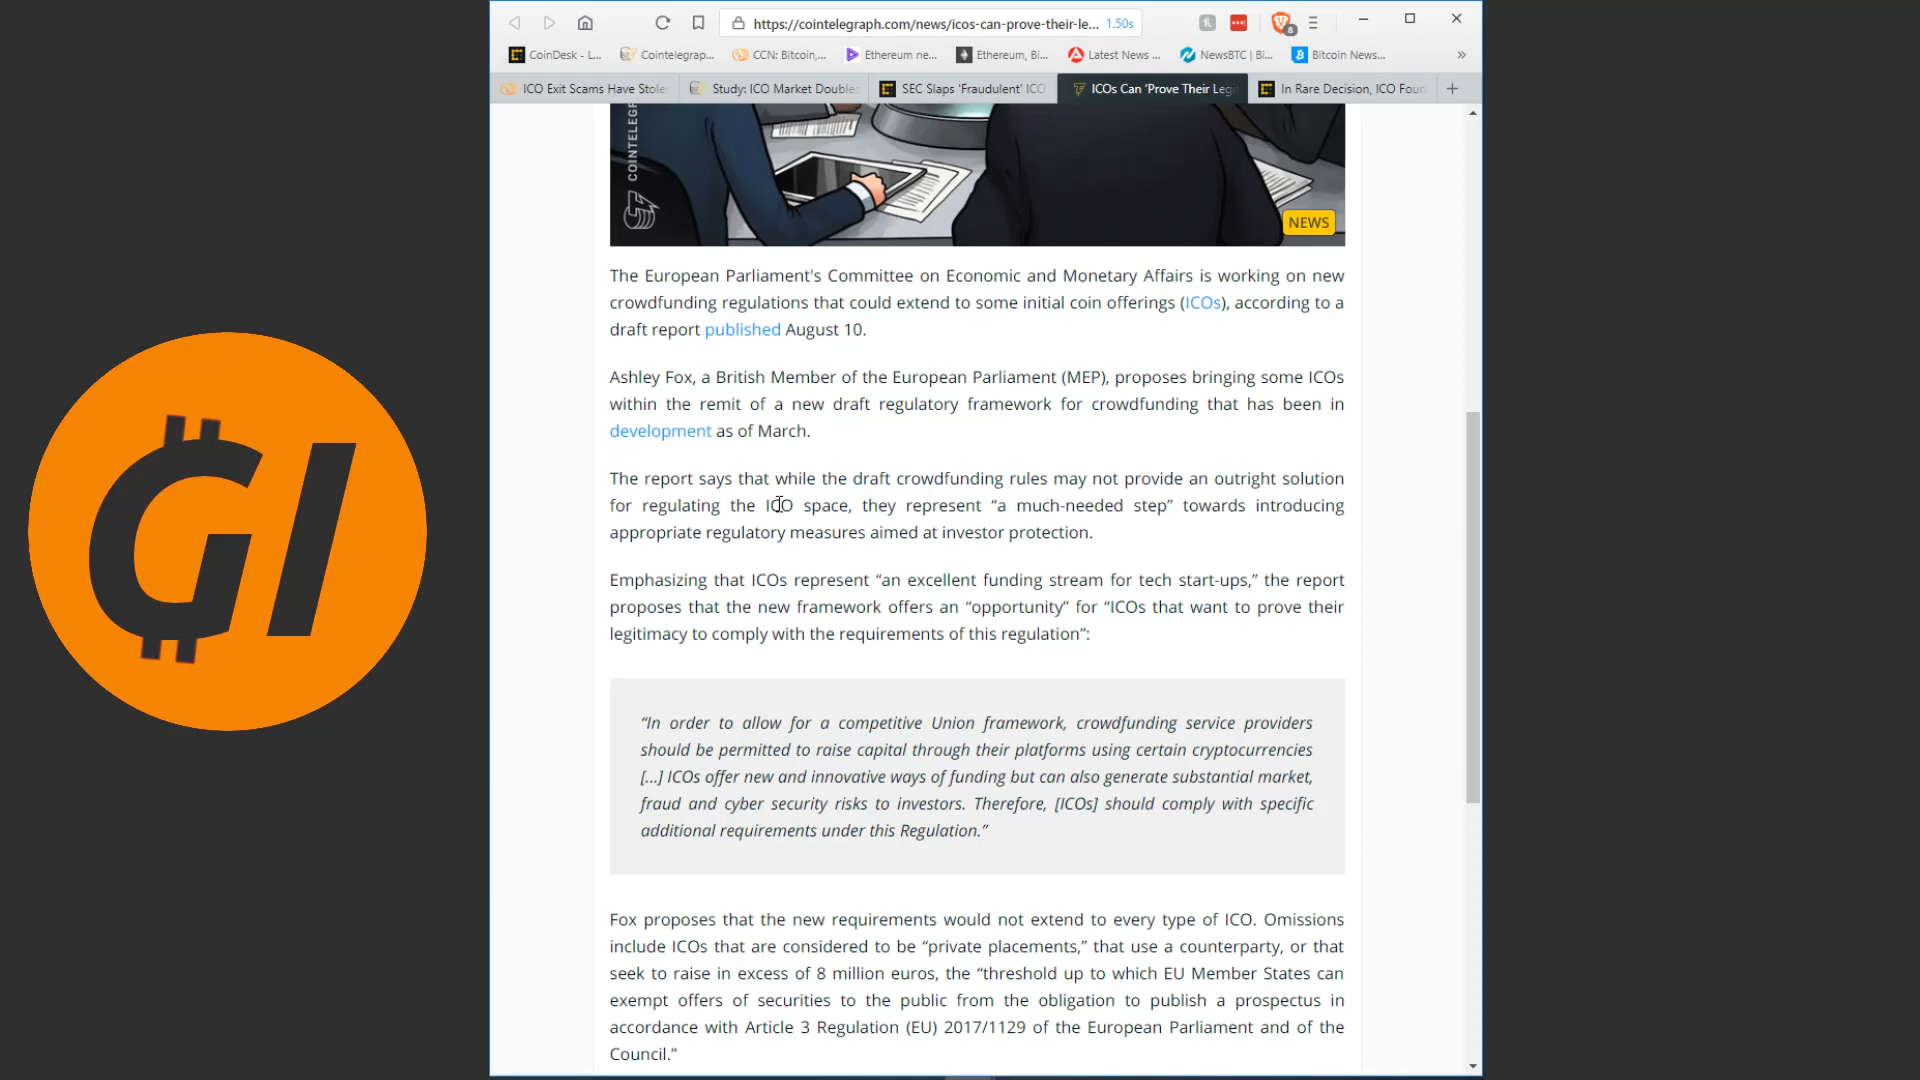 https://cointelegraph.com/news/icos-can-prove-their-le... 1.50s
8
CoinDesk - L... Cointelegrap... CCN: Bitcoin,... Ethereum ne... Ethereum, Bi... Latest News ... NewsBTC | Bi... Bitcoin News... »
ICO Exit Scams Have Stole Study: ICO Market Double SEC Slaps 'Fraudulent' ICO ICOs Can 'Prove Their Legi In Rare Decision, ICO Foun
COINTELEGR
NEWS
GI
The European Parliament's Committee on Economic and Monetary Affairs is working on new
crowdfunding regulations that could extend to some initial coin offerings (ICOs), according to a
draft report published August 10.
Ashley Fox, a British Member of the European Parliament (MEP), proposes bringing some ICOs
within the remit of a new draft regulatory framework for crowdfunding that has been in
development as of March.
The report says that while the draft crowdfunding rules may not provide an outright solution
for regulating the ICO space, they represent “a much-needed step” towards introducing
appropriate regulatory measures aimed at investor protection.
Emphasizing that ICOs represent “an excellent funding stream for tech start-ups,” the report
proposes that the new framework offers an “opportunity” for “ICOs that want to prove their
legitimacy to comply with the requirements of this regulation”:
“In order to allow for a competitive Union framework, crowdfunding service providers
should be permitted to raise capital through their platforms using certain cryptocurrencies
[...] ICOs offer new and innovative ways of funding but can also generate substantial market,
fraud and cyber security risks to investors. Therefore, [ICOs] should comply with specific
additional requirements under this Regulation.”
Fox proposes that the new requirements would not extend to every type of ICO. Omissions
include ICOs that are considered to be “private placements,” that use a counterparty, or that
seek to raise in excess of 8 million euros, the “threshold up to which EU Member States can
exempt offers of securities to the public from the obligation to publish a prospectus in
accordance with Article 3 Regulation (EU) 2017/1129 of the European Parliament and of the
Council.”